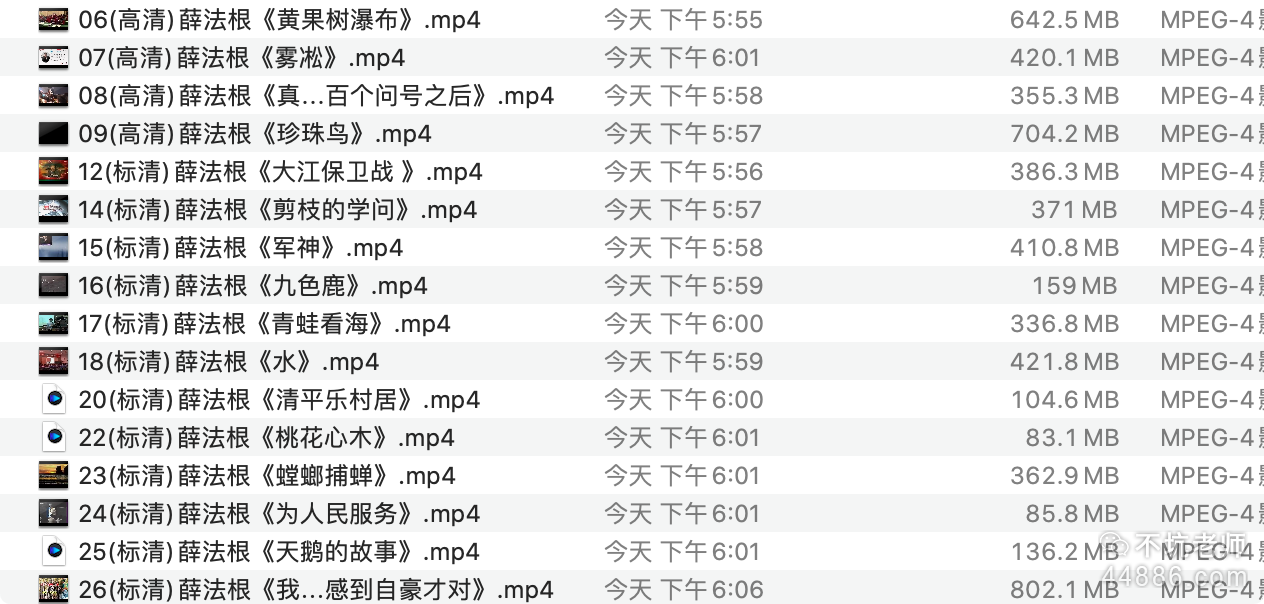 06(高清)薛法根《黄果树瀑布》.mp4 今天 下午5:55 642.5 MB MPEG-4
07(高清)薛法根《雾凇》.mp4 今天 下午6:01 420.1 MB MPEG-4
08(高清)薛法根《真...百个问号之后》.mp4 今天 下午5:58 355.3 MB MPEG-4
09(高清)薛法根《珍珠鸟》.mp4 今天 下午5:57 704.2 MB MPEG-4
12(标清)薛法根《大江保卫战 》.mp4 今天 下午5:56 386.3 MB MPEG-4
14(标清)薛法根《剪枝的学问》.mp4 今天 下午5:57 371 MB MPEG-4
15(标清)薛法根《军神》.mp4 今天 下午5:58 410.8 MB MPEG-4
16(标清)薛法根《九色鹿》.mp4 今天 下午5:59 159 MB MPEG-4
17(标清)薛法根《青蛙看海》.mp4 今天 下午6:00 336.8 MB MPEG-4
18(标清)薛法根《水》.mp4 今天 下午5:59 421.8 MB MPEG-4
20(标清)薛法根《清平乐村居》.mp4 今天 下午6:00 104.6 MB MPEG-4
22(标清)薛法根《桃花心木》.mp4 今天 下午6:01 83.1 MB MPEG-4
23(标清)薛法根《螳螂捕蝉》.mp4 今天 下午6:01 362.9 MB MPEG-4
24(标清)薛法根《为人民服务》.mp4 今天 下午6:01 85.8 MB MPEG-4
25(标清)薛法根《天鹅的故事》.mp4 今天 下午6:01 136.2 MB MPEG-4
不坑老师
44886.com
26(标清)薛法根《我...感到自豪才对》.mp4 今天 下午6:06 802.1 MB MPEG-4